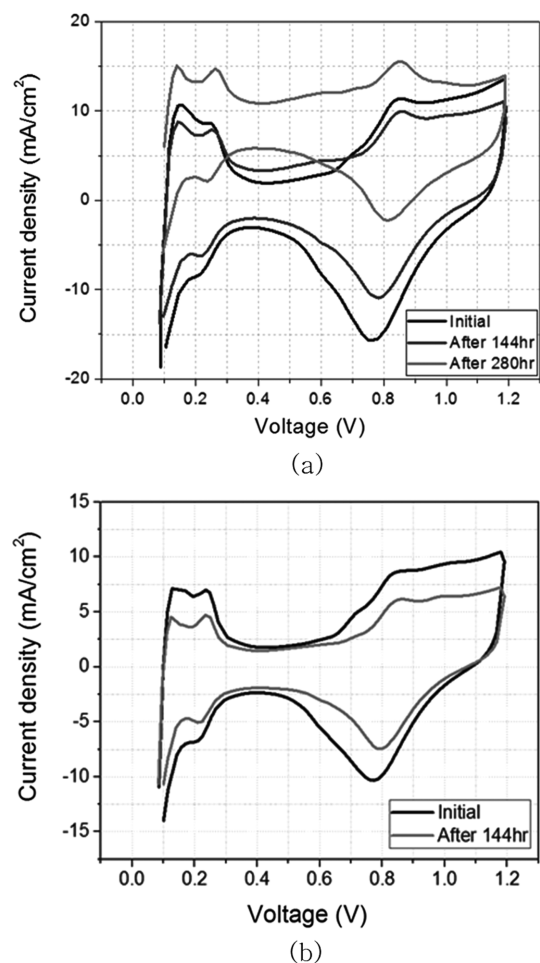 20
10
0
-10
-20
Current density (mA/cm²)
0.0 0.2 0.4 0.6 0.8 1.0 1.2
Voltage (V)
Initial
After 144hr
After 280hr
(a)
15
10
5
0
-5
-10
-15
Current density (mA/cm²)
0.0 0.2 0.4 0.6 0.8 1.0 1.2
Voltage (V)
Initial
After 144hr
(b)